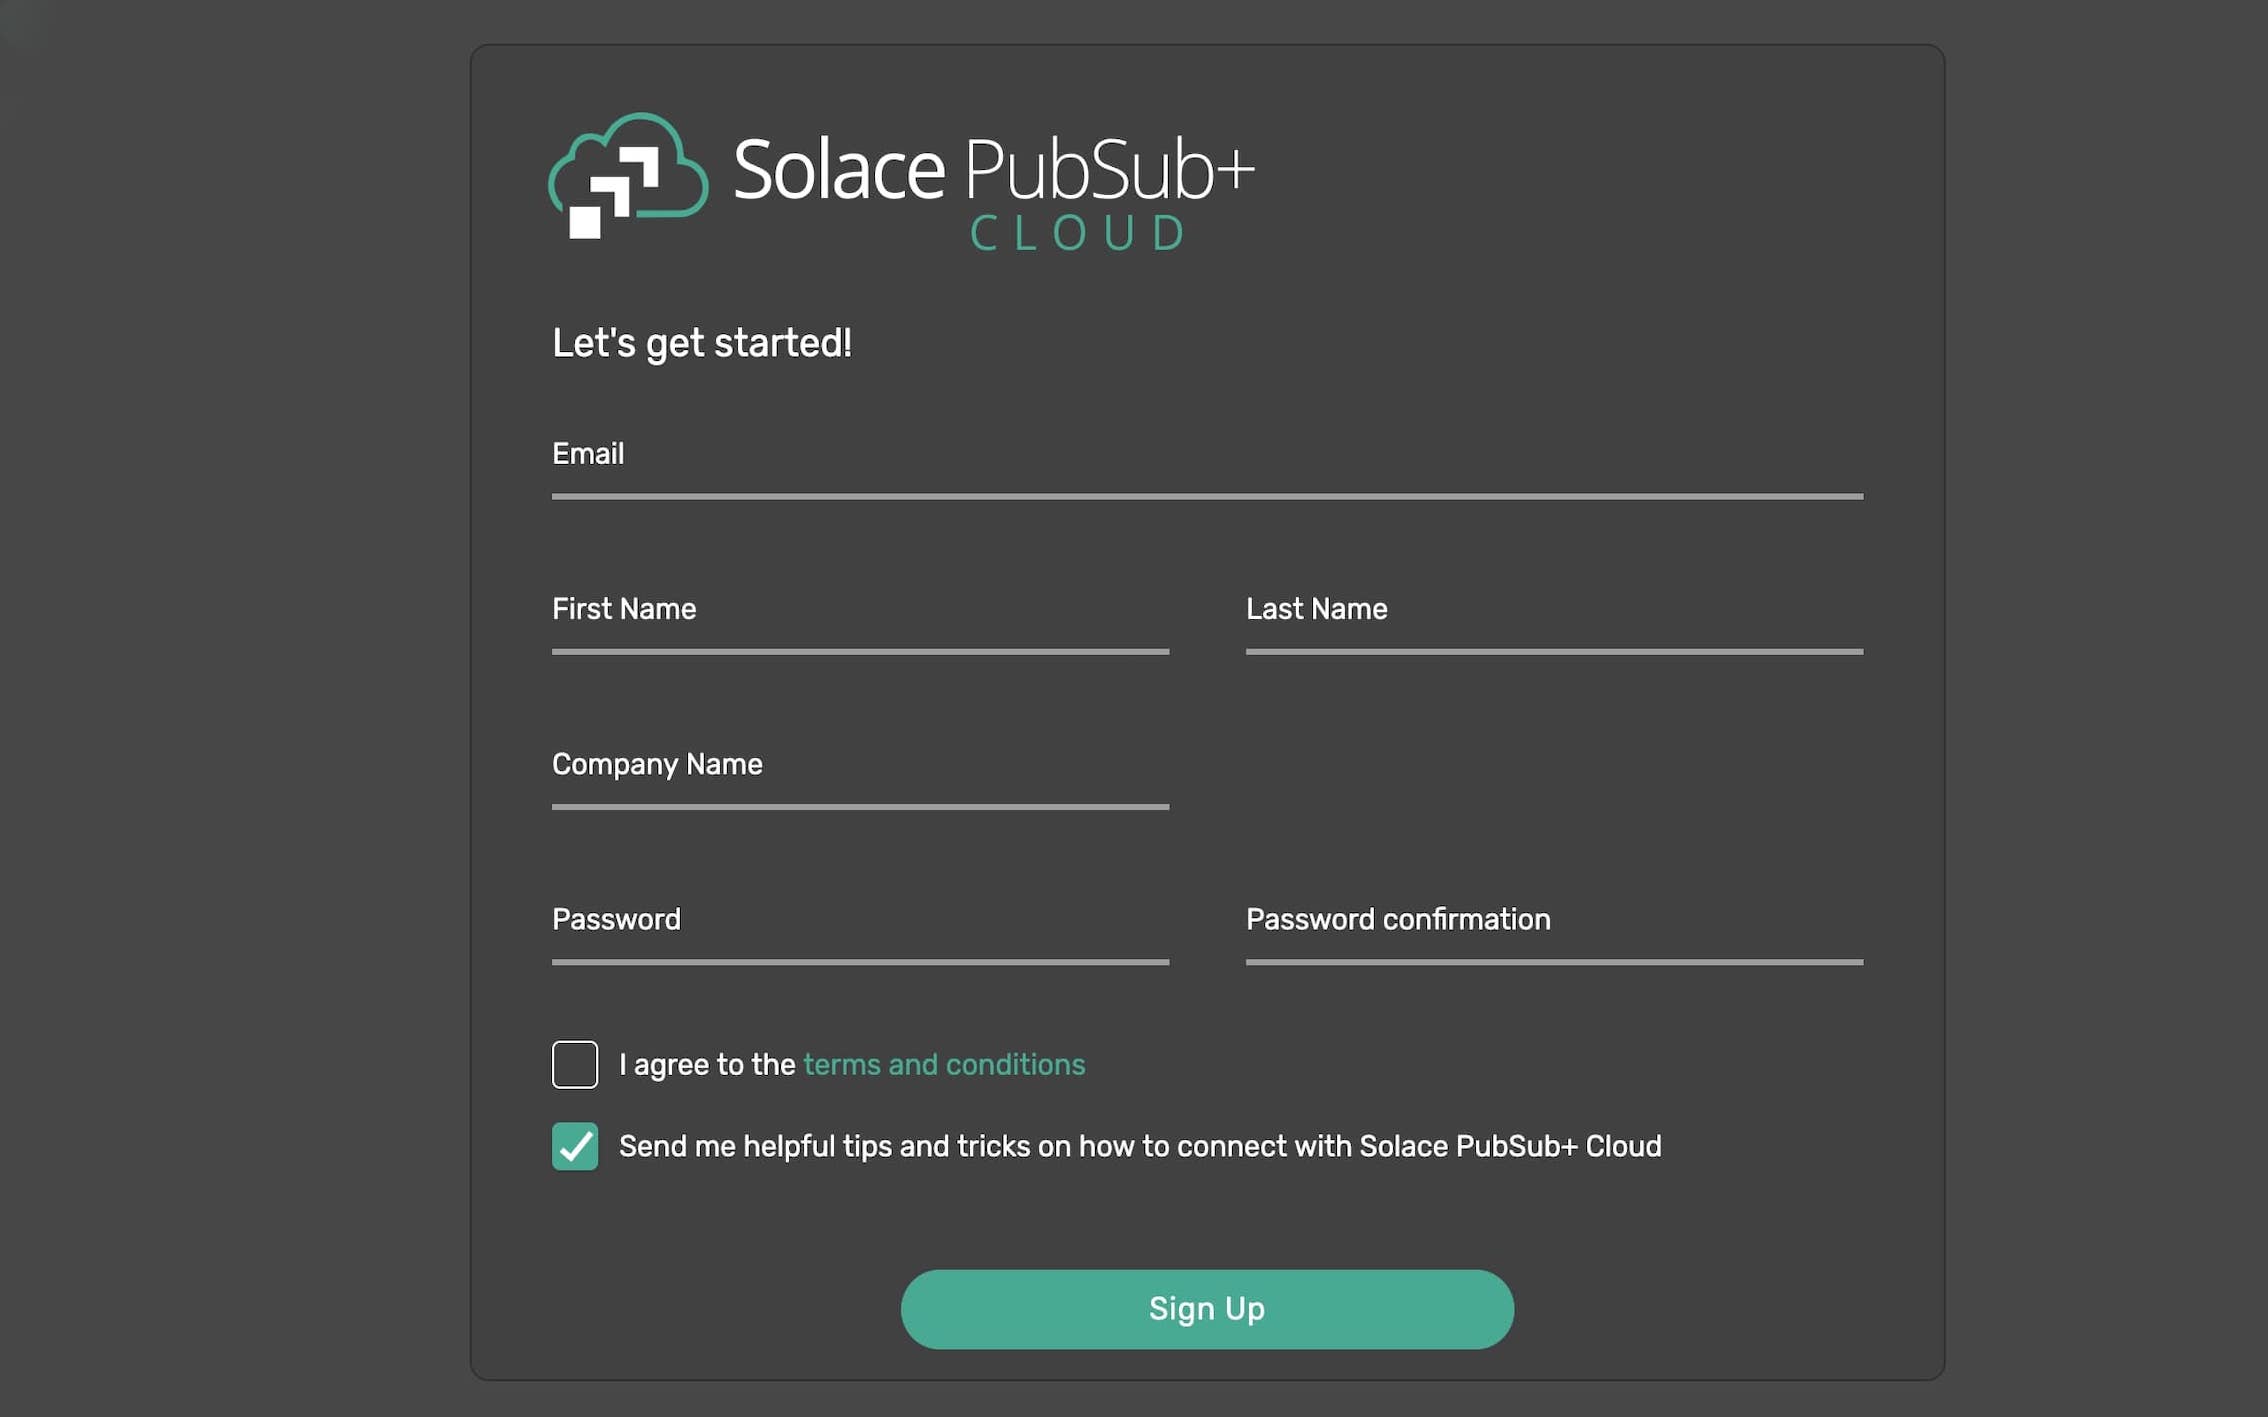 Solace PubSub+
CLOUD
Let's get started!
Email
First Name
Last Name
Company Name
Password
Password confirmation
I agree to the terms and conditions
Send me helpful tips and tricks on how to connect with Solace PubSub+ Cloud
Sign Up